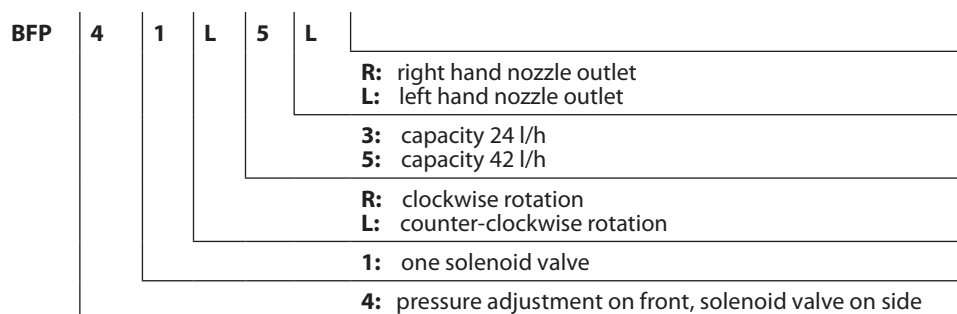 BFP 4 1 L 5 L
R: right hand nozzle outlet
L: left hand nozzle outlet
3: capacity 24 l/h
5: capacity 42 l/h
R: clockwise rotation
L: counter-clockwise rotation
1: one solenoid valve
4: pressure adjustment on front, solenoid valve on side